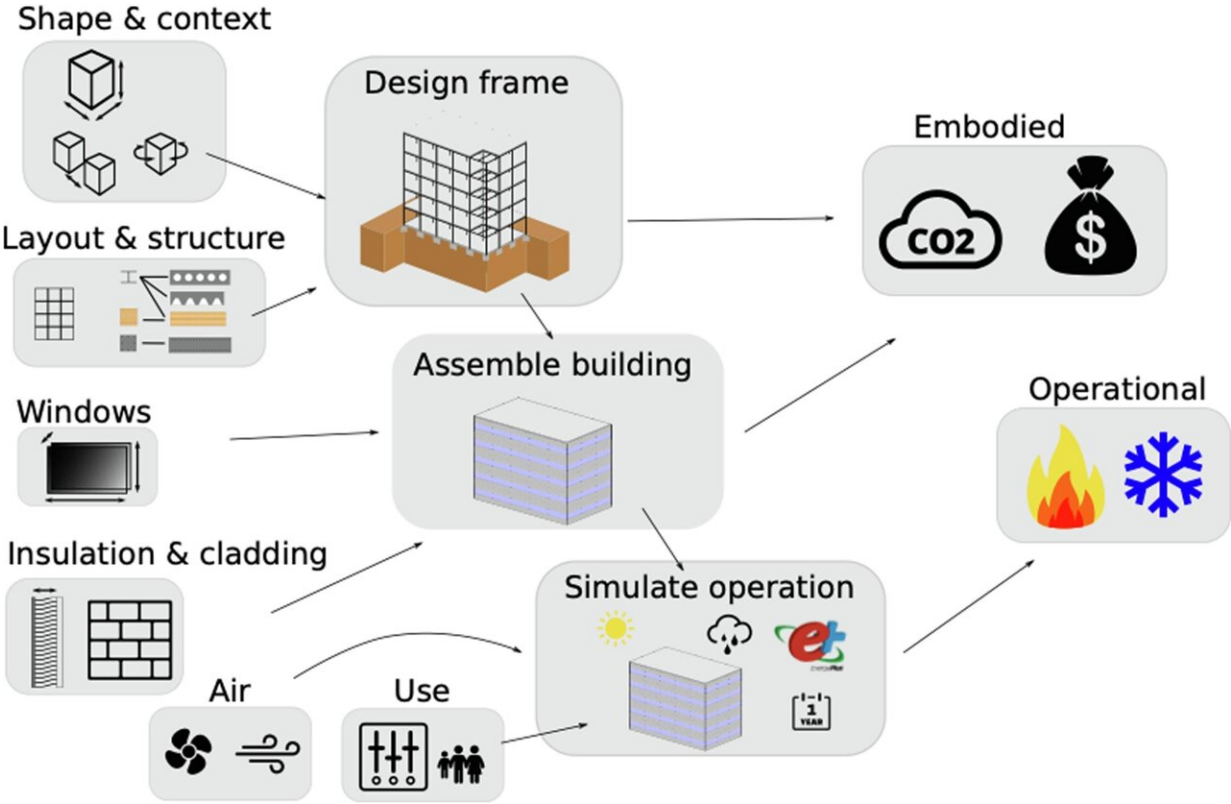 Shape & context
Design frame
Embodied
CO2
$
Layout & structure
Assemble building
Operational
Windows
Insulation & cladding
Simulate operation
e+
EnergyPlus
1
YEAR
Air
Use